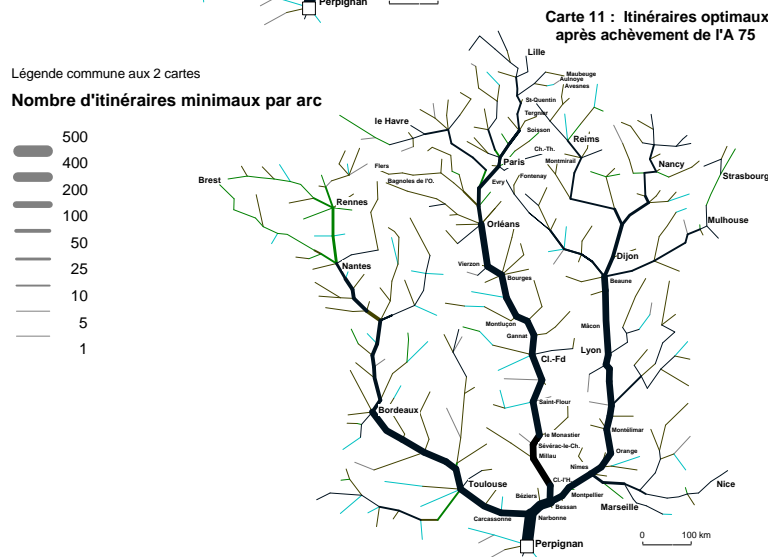 Perpignan
Carte 11 : Itinéraires optimaux
après achèvement de l'A 75
Légende commune aux 2 cartes
Nombre d'itinéraires minimaux par arc
500
400
200
100
50
25
10
5
1
Lille
Maubeuge
Aulnoye
Avesnes
St-Quentin
Tergnier
Soisson
le Havre
Reims
Ch.-Th.
Montmirail
Paris
Nancy
Flers
Bagnoles de l'O.
Evry
Fontenay
Strasbourg
Brest
Rennes
Mulhouse
Orléans
Dijon
Nantes
Vierzon
Bourges
Beaune
Montluçon
Gannat
Mâcon
Cl.-Fd
Lyon
Saint-Flour
Bordeaux
le Monastier
Montélimar
Sévérac-le-Ch.
Millau
Orange
Nîmes
Toulouse
Cl.-l'H.
Nice
Béziers
Montpellier
Marseille
Bessan
Carcassonne
Narbonne
Perpignan
0 100 km